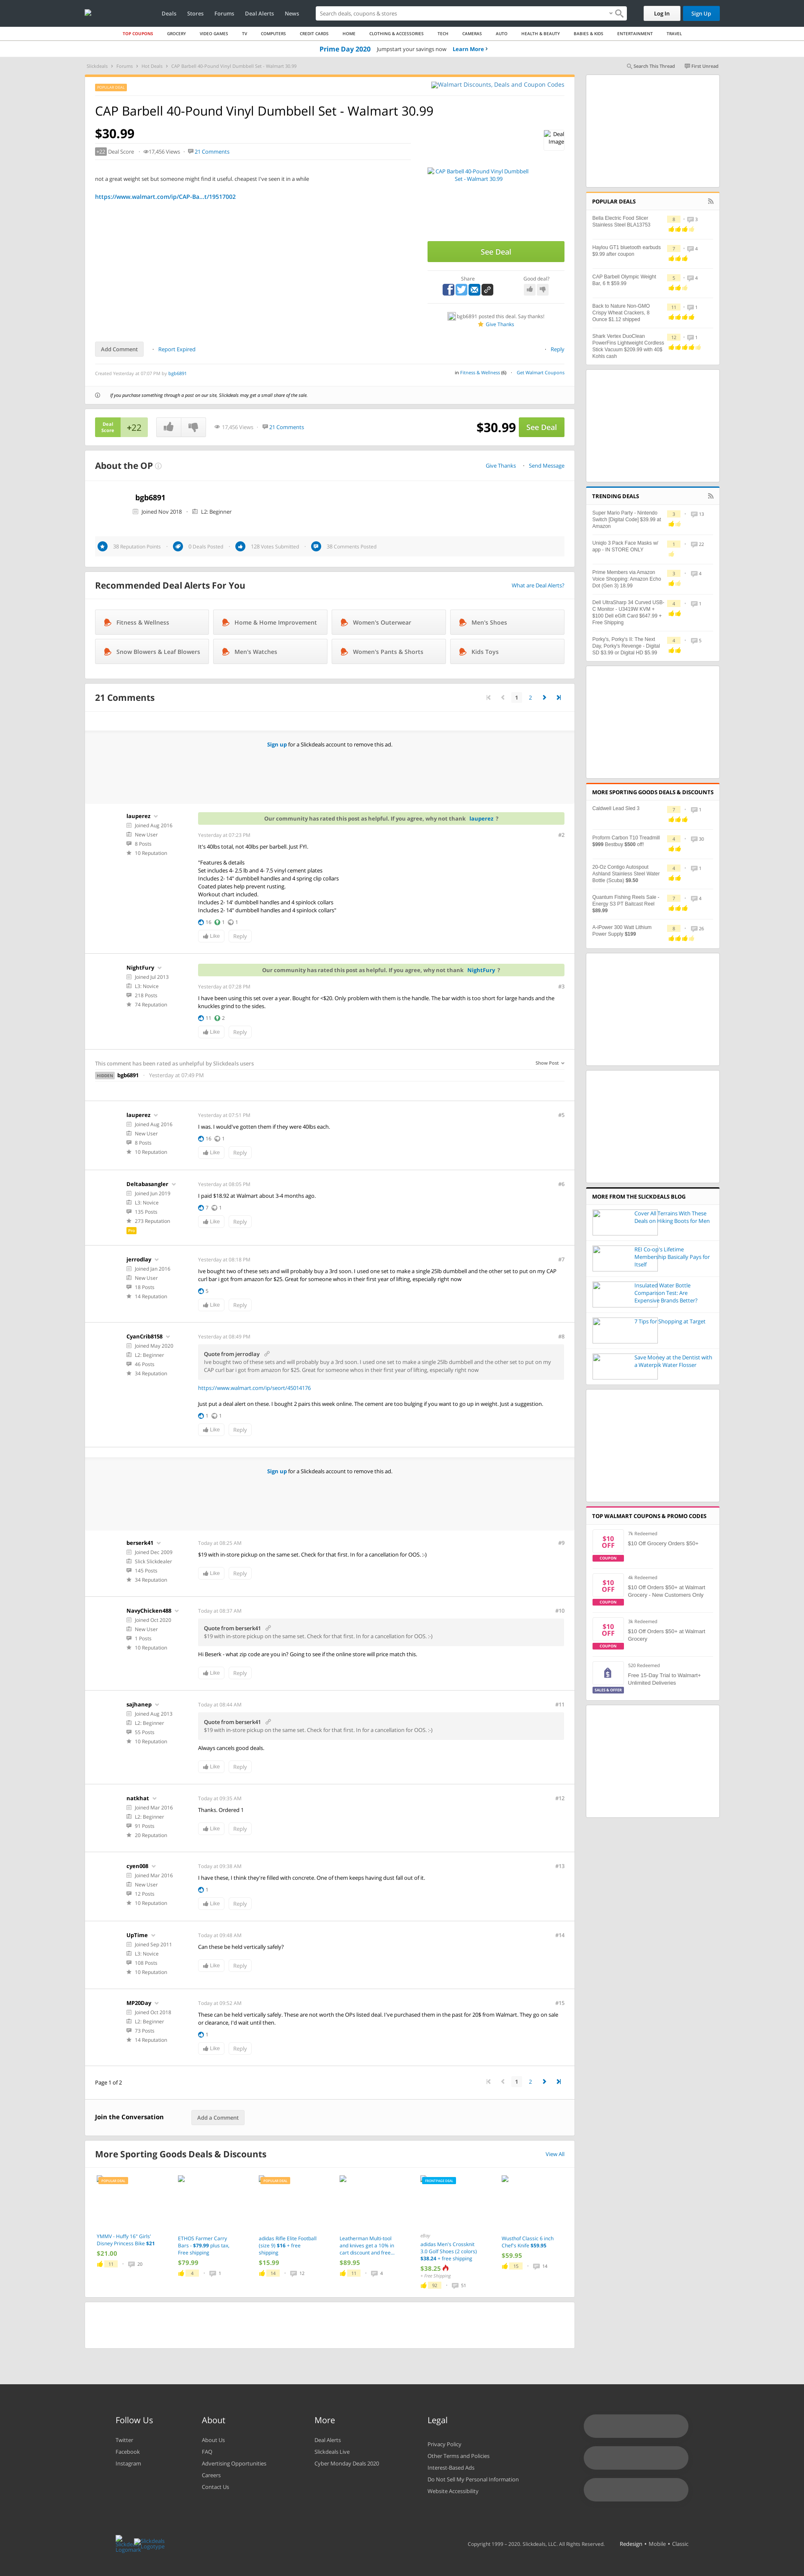 Deals Stores Forums Deal Alerts News
Search deals, coupons & stores
Log In Sign Up
TOP COUPONS GROCERY VIDEO GAMES TV COMPUTERS CREDIT CARDS HOME CLOTHING & ACCESSORIES TECH CAMERAS AUTO HEALTH & BEAUTY BABIES & KIDS ENTERTAINMENT TRAVEL
Prime Day 2020 Jumpstart your savings now Learn More
Slickdeals Forums Hot Deals CAP Barbell 40-Pound Vinyl Dumbbell Set - Walmart 30.99
Search This Thread First Unread
POPULAR DEAL
Walmart Discounts, Deals and Coupon Codes
CAP Barbell 40-Pound Vinyl Dumbbell Set - Walmart 30.99
$30.99
+22 Deal Score 17,456 Views 21 Comments
Deal Image
not a great weight set but someone might find it useful. cheapest I've seen it in a while
https://www.walmart.com/ip/CAP-Ba...t/19517002
CAP Barbell 40-Pound Vinyl Dumbbell Set - Walmart 30.99
See Deal
Share
Good deal?
bgb6891 posted this deal. Say thanks!
Give Thanks
Add Comment Report Expired
Reply
Created Yesterday at 07:07 PM by bgb6891
in Fitness & Wellness (6) Get Walmart Coupons
If you purchase something through a post on our site, Slickdeals may get a small share of the sale.
Deal Score +22
17,456 Views 21 Comments
$30.99 See Deal
About the OP
Give Thanks Send Message
bgb6891
Joined Nov 2018 L2: Beginner
38 Reputation Points
9 Deals Posted
128 Votes Submitted
38 Comments Posted
Recommended Deal Alerts For You
What are Deal Alerts?
Fitness & Wellness
Home & Home Improvement
Women's Outerwear
Men's Shoes
Snow Blowers & Leaf Blowers
Men's Watches
Women's Pants & Shorts
Kids Toys
21 Comments
1 2
Sign up for a Slickdeals account to remove this ad.
lauperez
Joined Aug 2016
New User
8 Posts
10 Reputation
Our community has rated this post as helpful. If you agree, why not thank lauperez ?
Yesterday at 07:23 PM
#2
It's 40lbs total, not 40lbs per barbell. Just FYI.
"Features & details
Set includes 4- 2.5 lb and 4- 7.5 vinyl cement plates
Includes 2- 14" dumbbell handles and 4 spring clip collars
Coated plates help prevent rusting.
Workout chart included.
Includes 2- 14' dumbbell handles and 4 spinlock collars
Includes 2- 14" dumbbell handles and 4 spinlock collars"
16 1 1
Like Reply
NightFury
Joined Jul 2013
L3: Novice
218 Posts
74 Reputation
Our community has rated this post as helpful. If you agree, why not thank NightFury ?
Yesterday at 07:28 PM
#3
I have been using this set over a year. Bought for <$20. Only problem with them is the handle. The bar width is too short for large hands and the
knuckles grind to the sides.
11 2
Like Reply
This comment has been rated as unhelpful by Slickdeals users
Show Post
HIDDEN bgb6891 Yesterday at 07:49 PM
lauperez
Joined Aug 2016
New User
8 Posts
10 Reputation
Yesterday at 07:51 PM
#5
I was. I would've gotten them if they were 40lbs each.
16 1
Like Reply
Deltabasangler
Joined Jun 2019
L3: Novice
135 Posts
273 Reputation
Yesterday at 08:05 PM
#6
I paid $18.92 at Walmart about 3-4 months ago.
7 1
Like Reply
jerrodlay
Joined Jan 2016
New User
18 Posts
14 Reputation
Yesterday at 08:18 PM
#7
Ive bought two of these sets and will probably buy a 3rd soon. I used one set to make a single 25lb dumbbell and the other set to put on my PAC
curl bar i got from amazon for $25. Great for someone whos in their first year of lifting, especially right now
5
Like Reply
CyanCrib8158
Joined May 2020
L2: Beginner
46 Posts
34 Reputation
Yesterday at 08:49 PM
#8
Quote from jerrodlay
Ive bought two of these sets and will probably buy a 3rd soon. I used one set to make a single 25lb dumbbell and the other set to put on my
PAC curl bar i got from amazon for $25. Great for someone whos in their first year of lifting, especially right now
https://www.walmart.com/ip/seort/45014176
Just put a deal alert on these. I bought 2 pairs this week online. The cement are too bulging if you want to go up in weight. Just a suggestion.
1 1
Like Reply
Sign up for a Slickdeals account to remove this ad.
berserk41
Joined Dec 2009
Slick Slickdealer
145 Posts
34 Reputation
Today at 08:25 AM
#9
$19 with in-store pickup on the same set. Check for that first. In for a cancellation for OOS. :-)
Like Reply
NavyChicken488
Joined Oct 2020
New User
1 Posts
10 Reputation
Today at 08:37 AM
#10
Quote from berserk41
$19 with in-store pickup on the same set. Check for that first. In for a cancellation for OOS. :-)
Hi Beserk - what zip code are you in? Going to see if the online store will price match this.
Like Reply
sajhanep
Joined Aug 2013
L2: Beginner
55 Posts
10 Reputation
Today at 08:44 AM
#11
Quote from berserk41
$19 with in-store pickup on the same set. Check for that first. In for a cancellation for OOS. :-)
Always cancels good deals.
Like Reply
natkhat
Joined Mar 2016
L2: Beginner
91 Posts
20 Reputation
Today at 09:35 AM
#12
Thanks. Ordered 1
Like Reply
cyen008
Joined Mar 2016
New User
12 Posts
10 Reputation
Today at 09:38 AM
#13
I have these, I think they're filled with concrete. One of them keeps having dust fall out of it.
1
Like Reply
UpTime
Joined Sep 2011
L3: Novice
108 Posts
10 Reputation
Today at 09:48 AM
#14
Can these be held vertically safely?
Like Reply
MP20Day
Joined Oct 2018
L2: Beginner
73 Posts
14 Reputation
Today at 09:52 AM
#15
These can be held vertically safely. These are not worth the OPs listed deal. I've purchased them in the past for 20$ from Walmart. They go on sale
or clearance, I'd wait until then.
1
Like Reply
Page 1 of 2
1 2
Join the Conversation Add a Comment
More Sporting Goods Deals & Discounts
View All
POPULAR DEAL
YMMV - Huffy 16" Girls' Disney Princess Bike $21
$21.00
11 20
ETHOS Farmer Carry Bars - $79.99 plus tax, Free shipping
$79.99
4 1
POPULAR DEAL
adidas Rifle Elite Football (size 9) $16 + free shipping
$15.99
14 12
Leatherman Multi-tool and knives get a 10% in cart discount and free...
$89.95
11 4
FRONTPAGE DEAL
eBay
adidas Men's Crossknit 3.0 Golf Shoes (2 colors) $38.24 + free shipping
$38.25
+ Free Shipping
92 51
Wusthof Classic 6 inch Chef's Knife $59.95
$59.95
15 14
POPULAR DEALS
Bella Electric Food Slicer Stainless Steel BLA13753
8 3
Haylou GT1 bluetooth earbuds $9.99 after coupon
7 4
CAP Barbell Olympic Weight Bar, 6 ft $59.99
5 4
Back to Nature Non-GMO Crispy Wheat Crackers, 8 Ounce $1.12 shipped
11 1
Shark Vertex DuoClean PowerFins Lightweight Cordless Stick Vacuum $209.99 with 40$ Kohls cash
12 1
TRENDING DEALS
Super Mario Party - Nintendo Switch [Digital Code] $39.99 at Amazon
3 13
Uniqlo 3 Pack Face Masks w/ app - IN STORE ONLY
1 22
Prime Members via Amazon Voice Shopping: Amazon Echo Dot (Gen 3) 18.99
3 4
Dell UltraSharp 34 Curved USB-C Monitor - U3419W KVM + $100 Dell eGift Card $647.99 + Free Shipping
4 1
Porky's, Porky's II: The Next Day, Porky's Revenge - Digital SD $3.99 or Digital HD $5.99
4 5
MORE SPORTING GOODS DEALS & DISCOUNTS
Caldwell Lead Sled 3
7 1
Proform Carbon T10 Treadmill $999 Bestbuy $500 off!
4 30
20-Oz Contigo Autospout Ashland Stainless Steel Water Bottle (Scuba) $9.50
4 1
Quantum Fishing Reels Sale - Energy S3 PT Baitcast Reel $89.99
7 4
A-iPower 300 Watt Lithium Power Supply $199
8 26
MORE FROM THE SLICKDEALS BLOG
Cover All Terrains With These Deals on Hiking Boots for Men
REI Co-op's Lifetime Membership Basically Pays for Itself
Insulated Water Bottle Comparison Test: Are Expensive Brands Better?
7 Tips for Shopping at Target
Save Money at the Dentist with a Waterpik Water Flosser
TOP WALMART COUPONS & PROMO CODES
$10 OFF COUPON
7k Redeemed
$10 Off Grocery Orders $50+
$10 OFF COUPON
4k Redeemed
$10 Off Orders $50+ at Walmart Grocery - New Customers Only
$10 OFF COUPON
3k Redeemed
$10 Off Orders $50+ at Walmart Grocery
SALES & OFFER
520 Redeemed
Free 15-Day Trial to Walmart+ Unlimited Deliveries
Follow Us
Twitter
Facebook
Instagram
About
About Us
FAQ
Advertising Opportunities
Careers
Contact Us
More
Deal Alerts
Slickdeals Live
Cyber Monday Deals 2020
Legal
Privacy Policy
Other Terms and Policies
Interest-Based Ads
Do Not Sell My Personal Information
Website Accessibility
Copyright 1999 - 2020. Slickdeals, LLC. All Rights Reserved. Redesign • Mobile • Classic